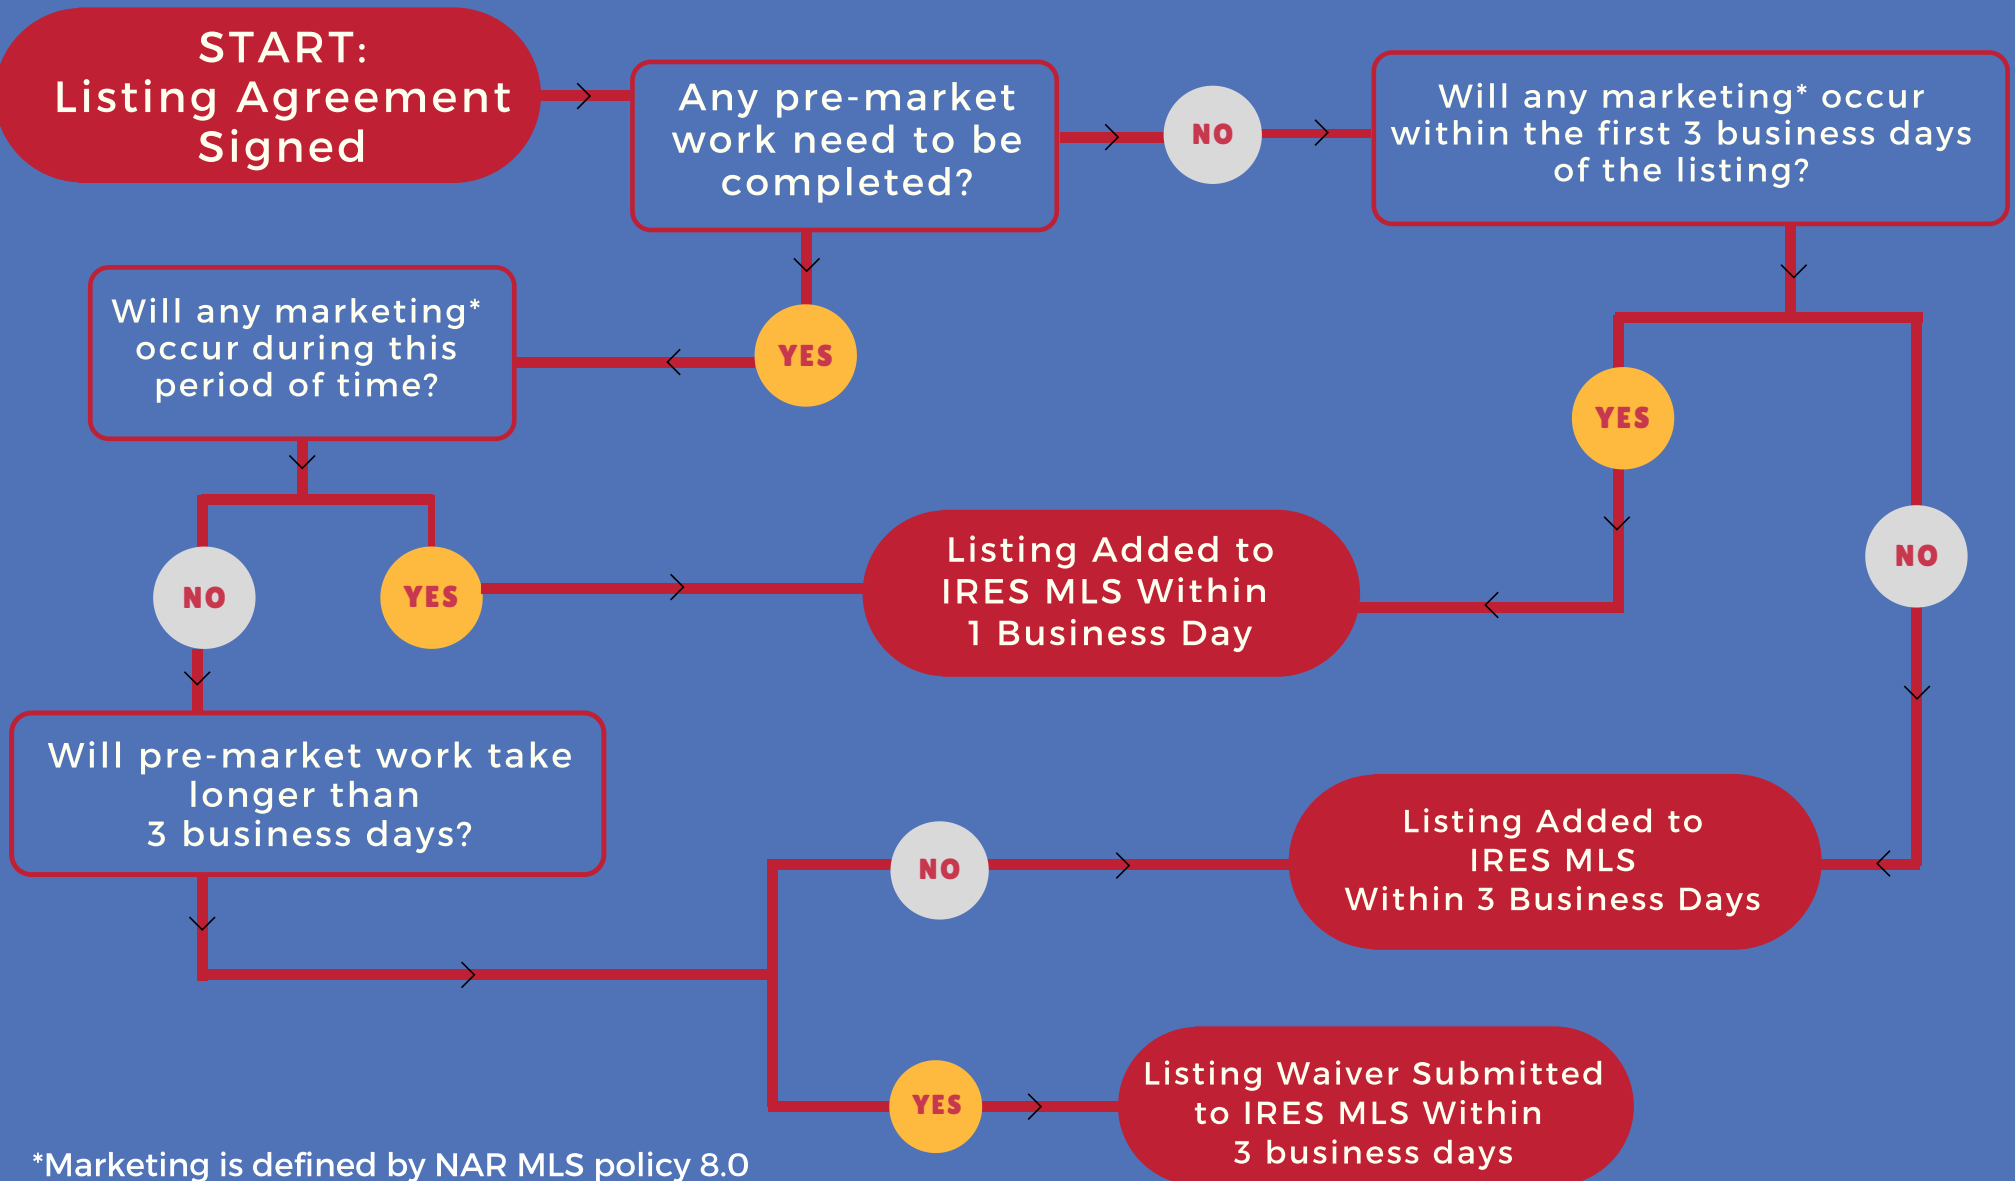 START:
Listing Agreement
Signed
Any pre-market
work need to be
completed?
NO
Will any marketing* occur
within the first 3 business days
of the listing?
YES
Will any marketing*
occur during this
period of time?
YES
NO
NO
YES
Listing Added to
IRES MLS Within
1 Business Day
Will pre-market work take
longer than
3 business days?
NO
Listing Added to
IRES MLS
Within 3 Business Days
YES
Listing Waiver Submitted
to IRES MLS Within
3 business days
*Marketing is defined by NAR MLS policy 8.0